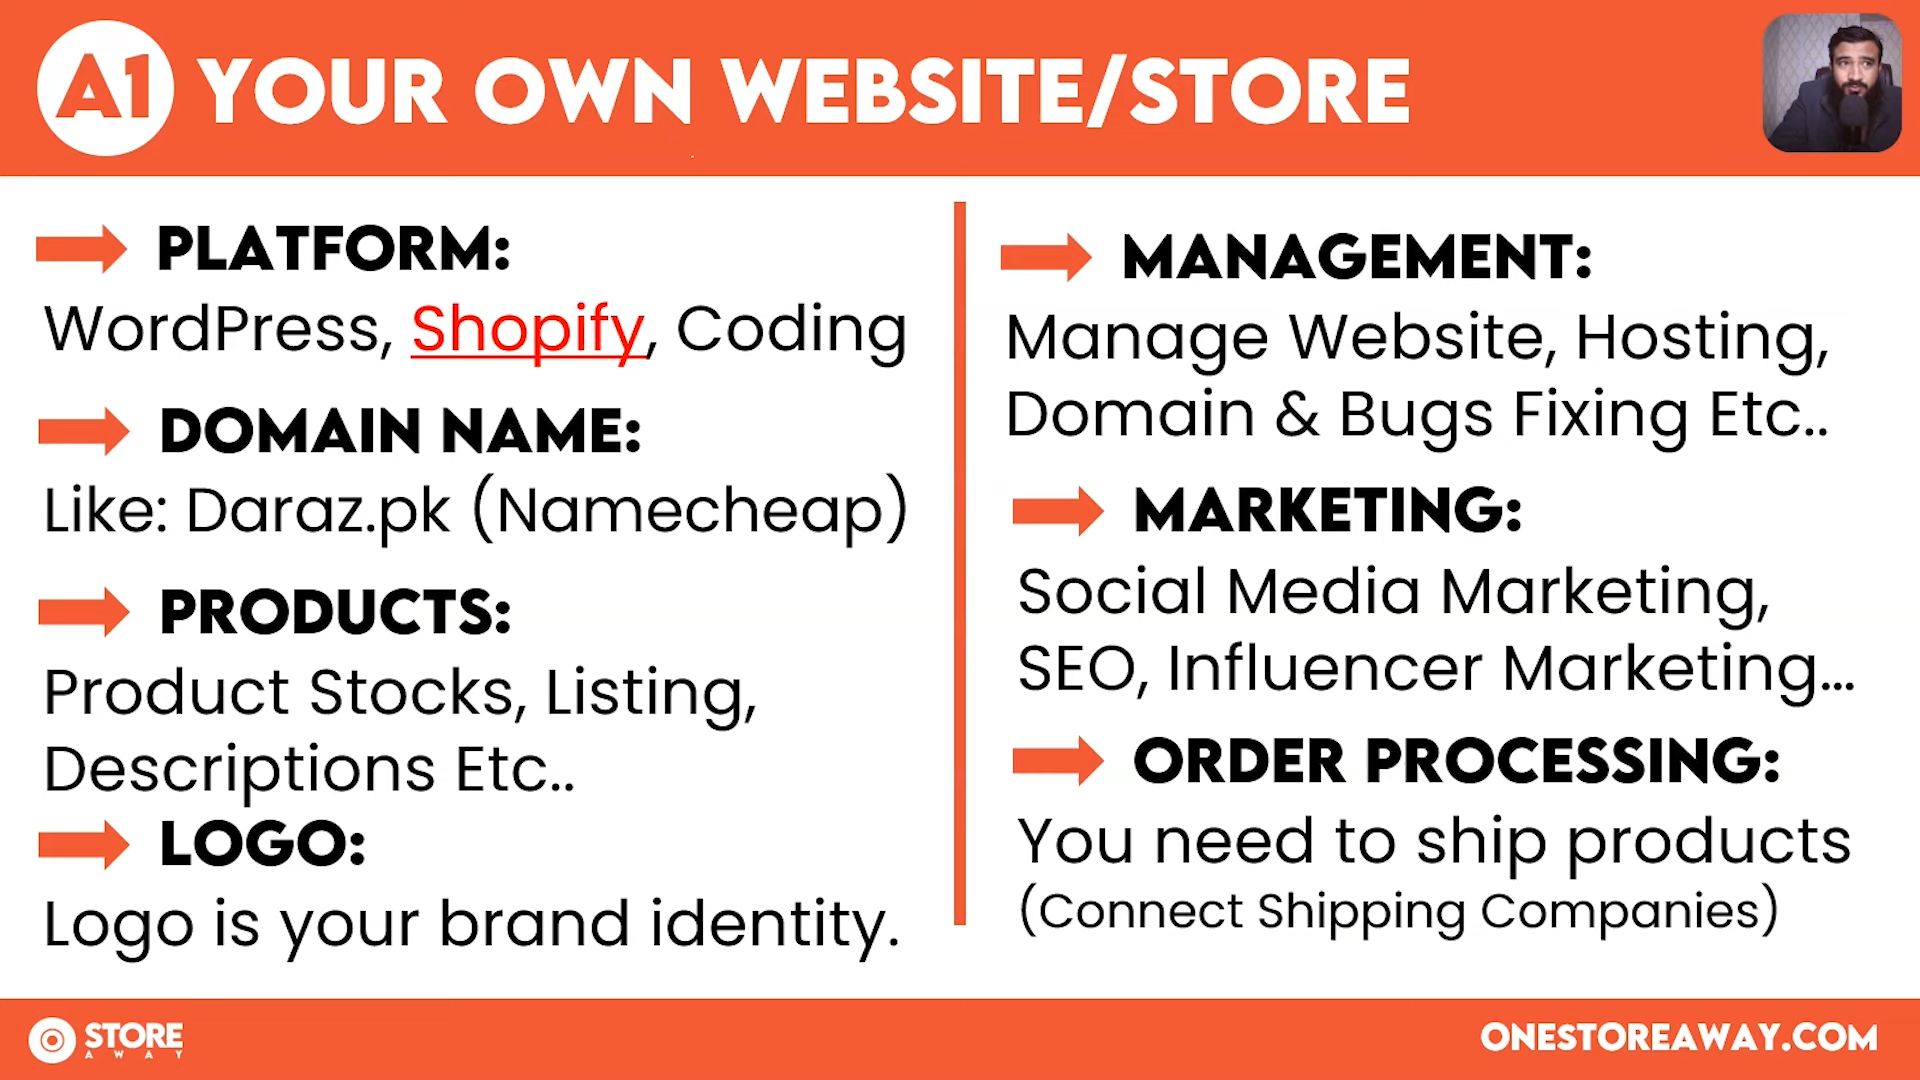 A1 YOUR OWN WEBSITE/STORE
PLATFORM:
WordPress, Shopify, Coding
DOMAIN NAME:
Like: Daraz.pk (Namecheap)
PRODUCTS:
Product Stocks, Listing,
Descriptions Etc..
LOGO:
Logo is your brand identity.
MANAGEMENT:
Manage Website, Hosting,
Domain & Bugs Fixing Etc..
MARKETING:
Social Media Marketing,
SEO, Influencer Marketing...
ORDER PROCESSING:
You need to ship products
(Connect Shipping Companies)
STORE
AWAY
ONESTOREAWAY.COM